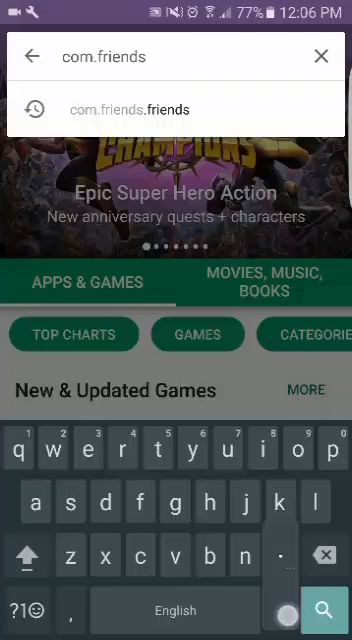 77% 12:06 PM
com.friends
com.friends.friends
CHAMPIONS
Epic Super Hero Action
New anniversary quests + characters
APPS & GAMES
MOVIES, MUSIC,
BOOKS
TOP CHARTS
GAMES
CATEGORIE
New & Updated Games
MORE
1 2 3 4 5 6 7 8 9 0
q w e r t y u i o p
a s d f g h j k l
z x c v b n .
?1☺ , English